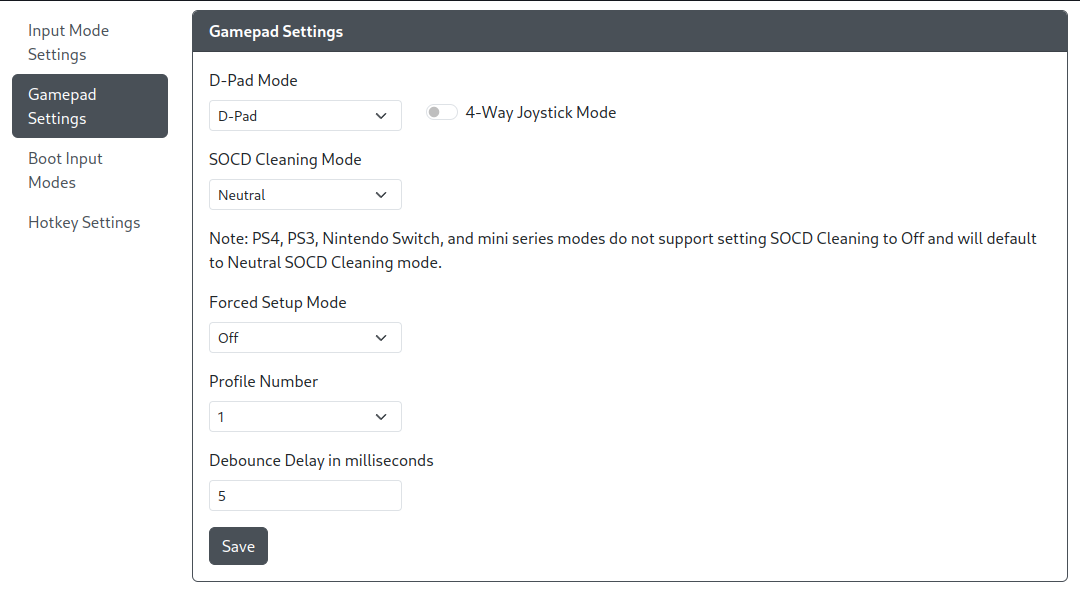 Input Mode
Settings
Gamepad
Settings
Boot Input
Modes
Hotkey Settings
Gamepad Settings
D-Pad Mode
D-Pad
4-Way Joystick Mode
SOCD Cleaning Mode
Neutral
Note: PS4, PS3, Nintendo Switch, and mini series modes do not support setting SOCD Cleaning to Off and will default
to Neutral SOCD Cleaning mode.
Forced Setup Mode
Off
Profile Number
1
Debounce Delay in milliseconds
5
Save